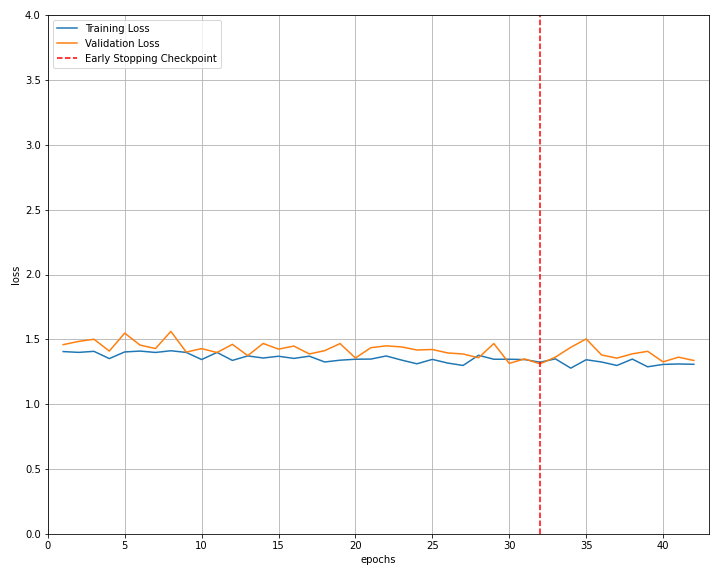 4.0
3.5
3.0
2.5
2.0
1.5
1.0
0.5
0.0
loss
Training Loss
Validation Loss
Early Stopping Checkpoint
0 5 10 15 20 25 30 35 40
epochs